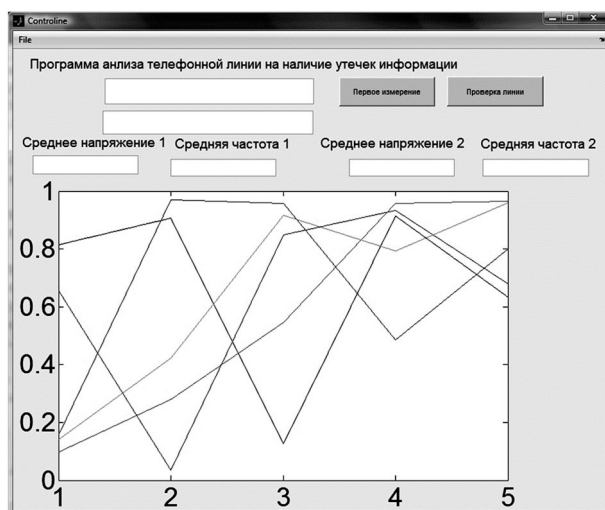 Controline
File
Программа анлиза телефонной линии на наличие утечек информации
Первое измерение
Проверка линии
Среднее напряжение 1
Средняя частота 1
Среднее напряжение 2
Средняя частота 2
1
0.8
0.6
0.4
0.2
0
1 2 3 4 5